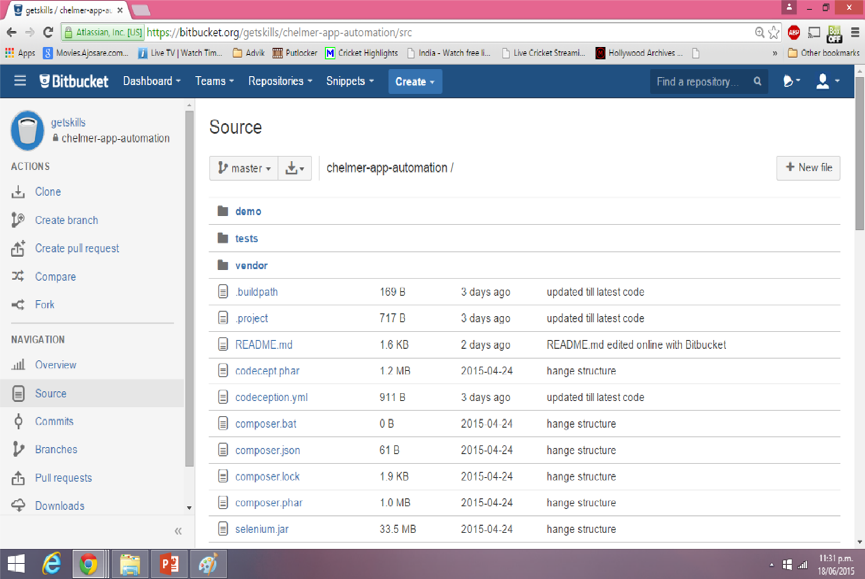 getskills / chelmer-app-au
Atlassian, Inc. [US] https://bitbucket.org/getskills/chelmer-app-automation/src
Apps Movies.Ajosare.com... Live TV | Watch Tim... Advik Putlocker Cricket Highlights India - Watch free li... Live Cricket Streami... Hollywood Archives ... » Other bookmarks
Bitbucket Dashboard Teams Repositories Snippets Create Find a repository...
getskills
chelmer-app-automation
ACTIONS
Clone
Create branch
Create pull request
Compare
Fork
NAVIGATION
Overview
Source
Commits
Branches
Pull requests
Downloads
«
Source
master chelmer-app-automation / + New file
demo
tests
vendor
.buildpath 169 B 3 days ago updated till latest code
.project 717 B 3 days ago updated till latest code
README.md 1.6 KB 2 days ago README.md edited online with Bitbucket
codecept.phar 1.2 MB 2015-04-24 hange structure
codeception.yml 911 B 3 days ago updated till latest code
composer.bat 0 B 2015-04-24 hange structure
composer.json 61 B 2015-04-24 hange structure
composer.lock 1.9 KB 2015-04-24 hange structure
composer.phar 1.0 MB 2015-04-24 hange structure
selenium.jar 33.5 MB 2015-04-24 hange structure
11:31 p.m.
18/06/2015